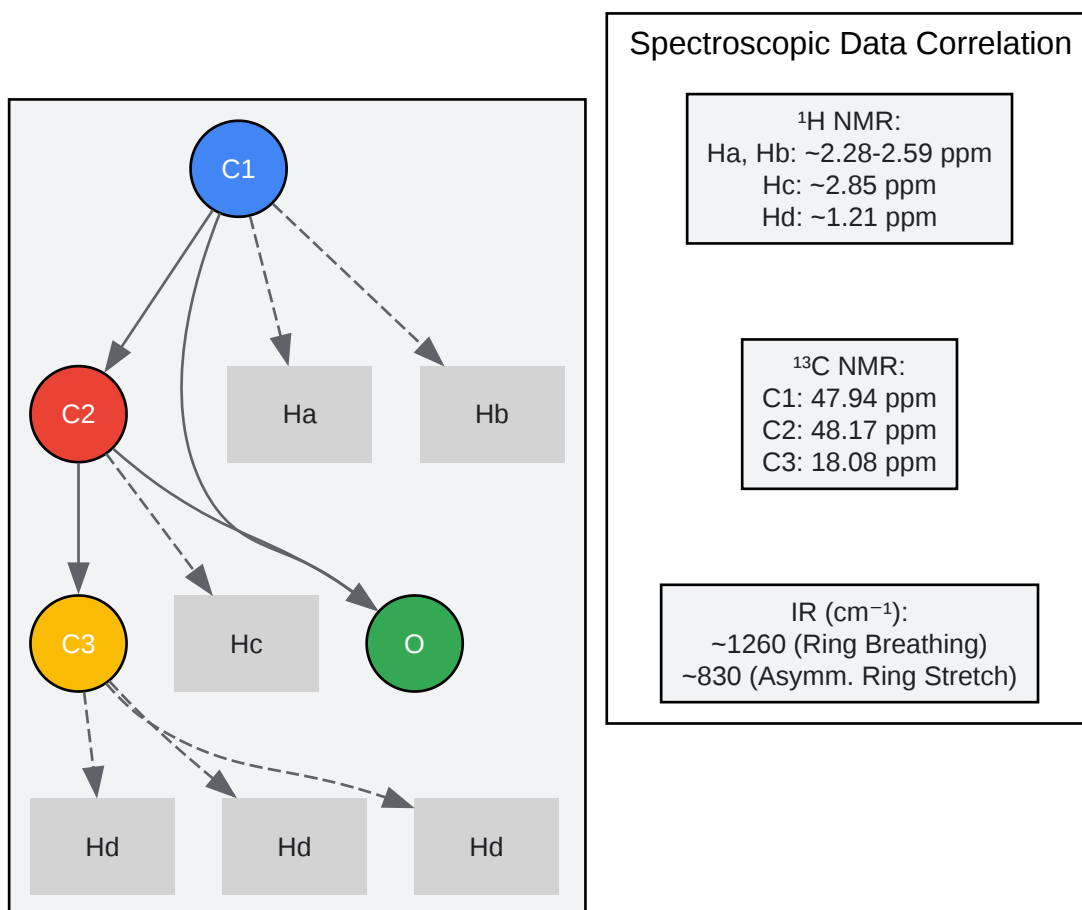 Spectroscopic Data Correlation
¹H NMR:
Ha, Hb: ~2.28-2.59 ppm
Hc: ~2.85 ppm
Hd: ~1.21 ppm
¹³C NMR:
C1: 47.94 ppm
C2: 48.17 ppm
C3: 18.08 ppm
IR (cm⁻¹):
~1260 (Ring Breathing)
~830 (Asymm. Ring Stretch)
C1
C2
Ha
Hb
C3
Hc
O
Hd
Hd
Hd